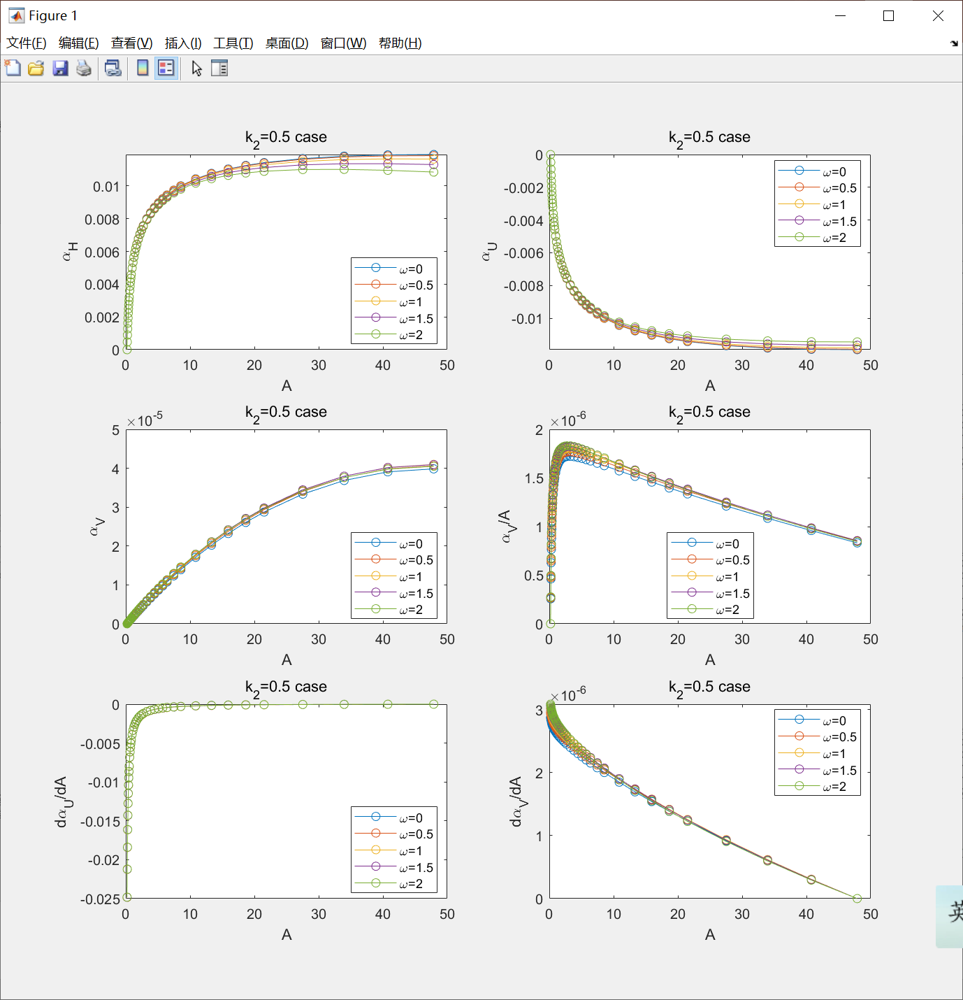 Figure 1
文件(F) 编辑(E) 查看(V) 插入(I) 工具(T) 桌面(D) 窗口(W) 帮助(H)
k2=0.5 case
0.01
0.008
0.006
0.004
0.002
0
αH
0 10 20 30 40 50
A
ω=0
ω=0.5
ω=1
ω=1.5
ω=2
k2=0.5 case
0
-0.002
-0.004
-0.006
-0.008
-0.01
αU
0 10 20 30 40 50
A
ω=0
ω=0.5
ω=1
ω=1.5
ω=2
k2=0.5 case
×10-5
5
4
3
2
1
0
αV
0 10 20 30 40 50
A
ω=0
ω=0.5
ω=1
ω=1.5
ω=2
k2=0.5 case
×10-6
2
1.5
1
0.5
0
αV/A
0 10 20 30 40 50
A
ω=0
ω=0.5
ω=1
ω=1.5
ω=2
k2=0.5 case
0
-0.005
-0.01
-0.015
-0.02
-0.025
dαU/dA
0 10 20 30 40 50
A
ω=0
ω=0.5
ω=1
ω=1.5
ω=2
k2=0.5 case
×10-6
3
2
1
0
dαV/dA
0 10 20 30 40 50
A
ω=0
ω=0.5
ω=1
ω=1.5
ω=2